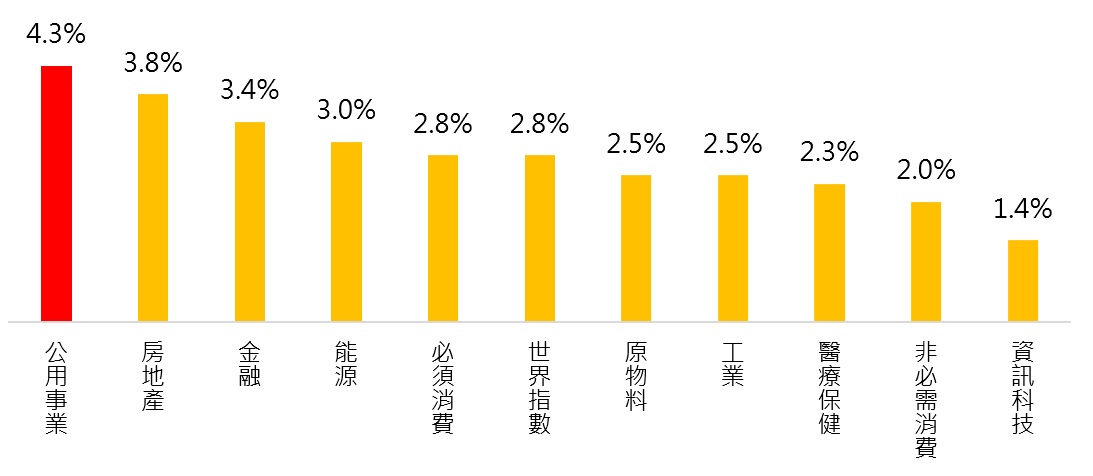 4.3%
3.8%
3.4%
3.0%
2.8%
2.8%
2.5%
2.5%
2.3%
2.0%
1.4%
公用事業
房地產
金融
能源
必須消費
世界指數
原物料
工業
醫療保健
非必需消費
資訊科技